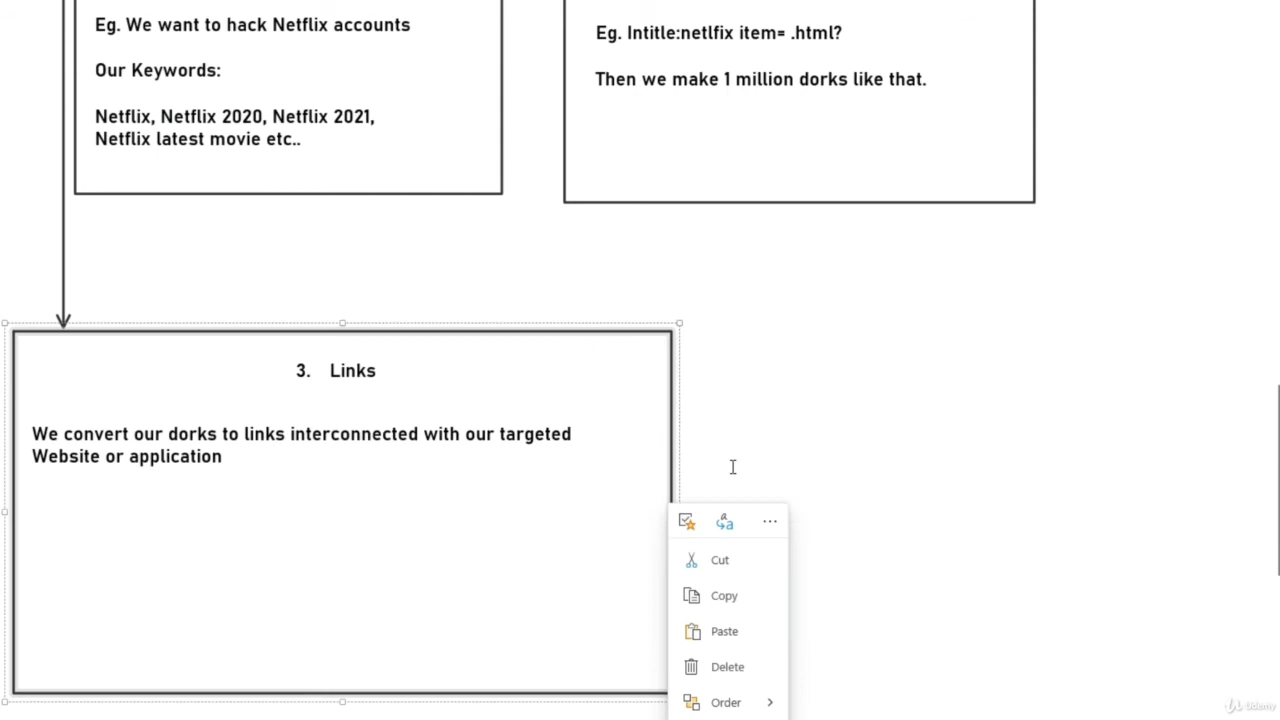 Eg. We want to hack Netflix accounts
Our Keywords:
Netflix, Netflix 2020, Netflix 2021,
Netflix latest movie etc..
Eg. Intitle:netlfix item= .html?
Then we make 1 million dorks like that.
3. Links
We convert our dorks to links interconnected with our targeted
Website or application
Cut
Copy
Paste
Delete
Order
Udemy